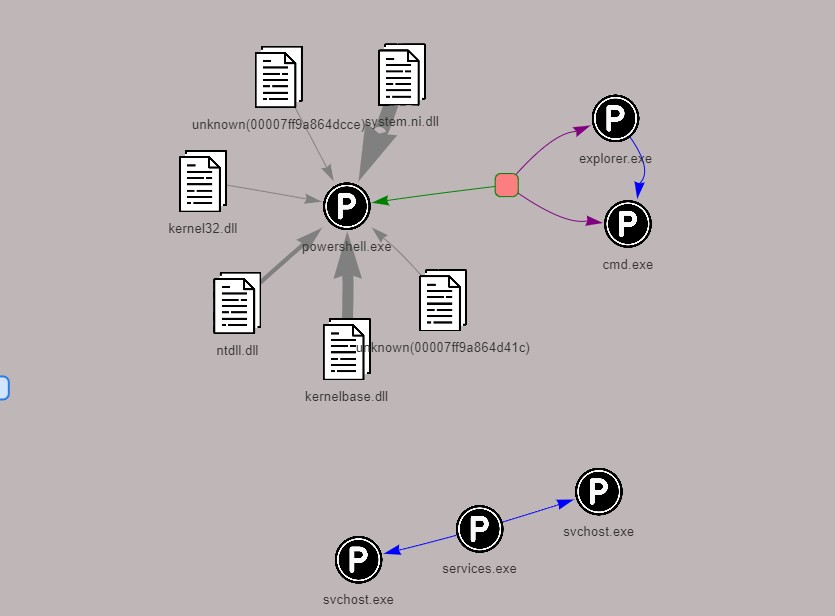 unknown(00007ff9a864dcce)
system.ni.dll
P
explorer.exe
kernel32.dll
P
powershell.exe
P
cmd.exe
ntdll.dll
unknown(00007ff9a864d41c)
kernelbase.dll
P
svchost.exe
P
services.exe
P
svchost.exe